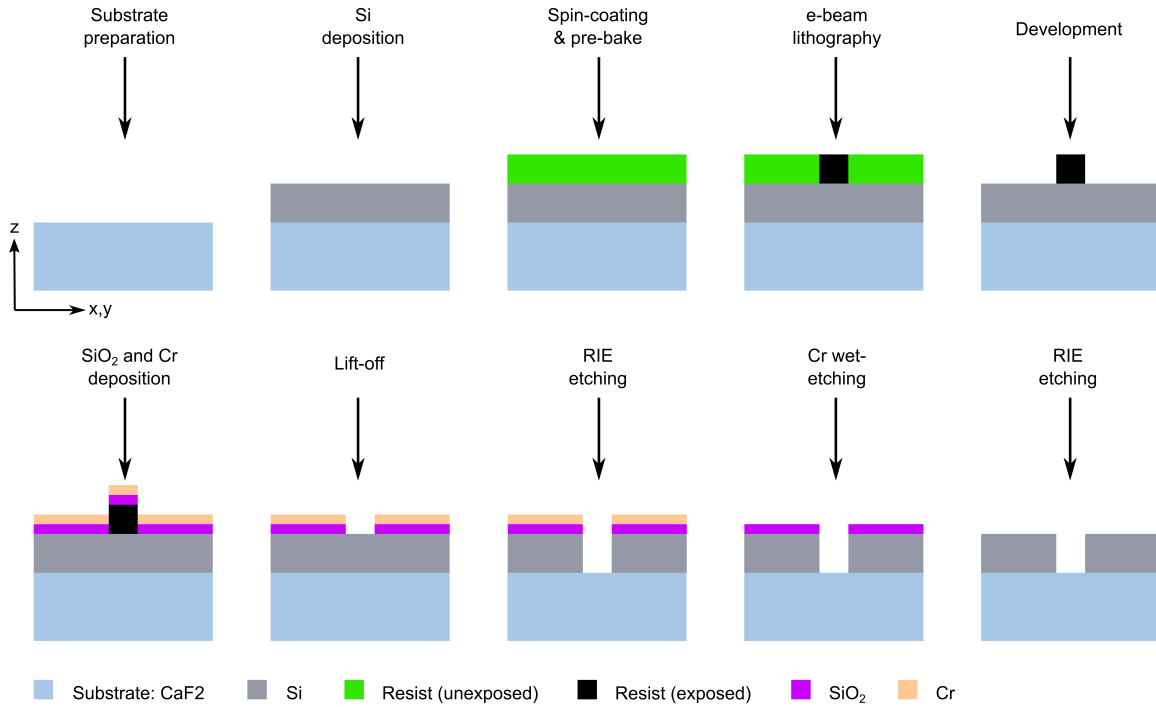 Substrate
preparation
Si
deposition
Spin-coating
& pre-bake
e-beam
lithography
Development
z
x,y
SiO₂ and Cr
deposition
Lift-off
RIE
etching
Cr wet-
etching
RIE
etching
Substrate: CaF2
Si
Resist (unexposed)
Resist (exposed)
SiO₂
Cr